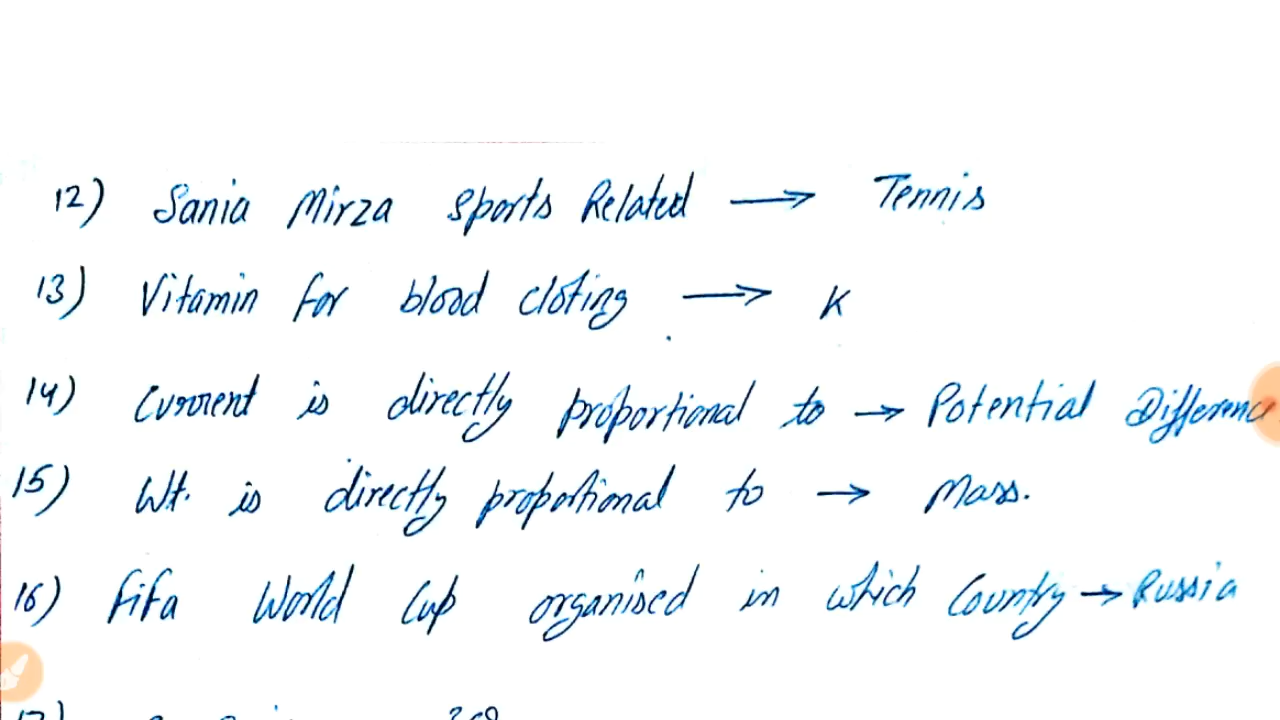 12) Sania Mirza Sports Related → Tennis
13) Vitamin for blood cloting → K
14) Current is directly proportional to → Potential Differenc
15) Wt. is directly proportional to → Mass.
16) Fifa World Cup organised in which Country → Russia